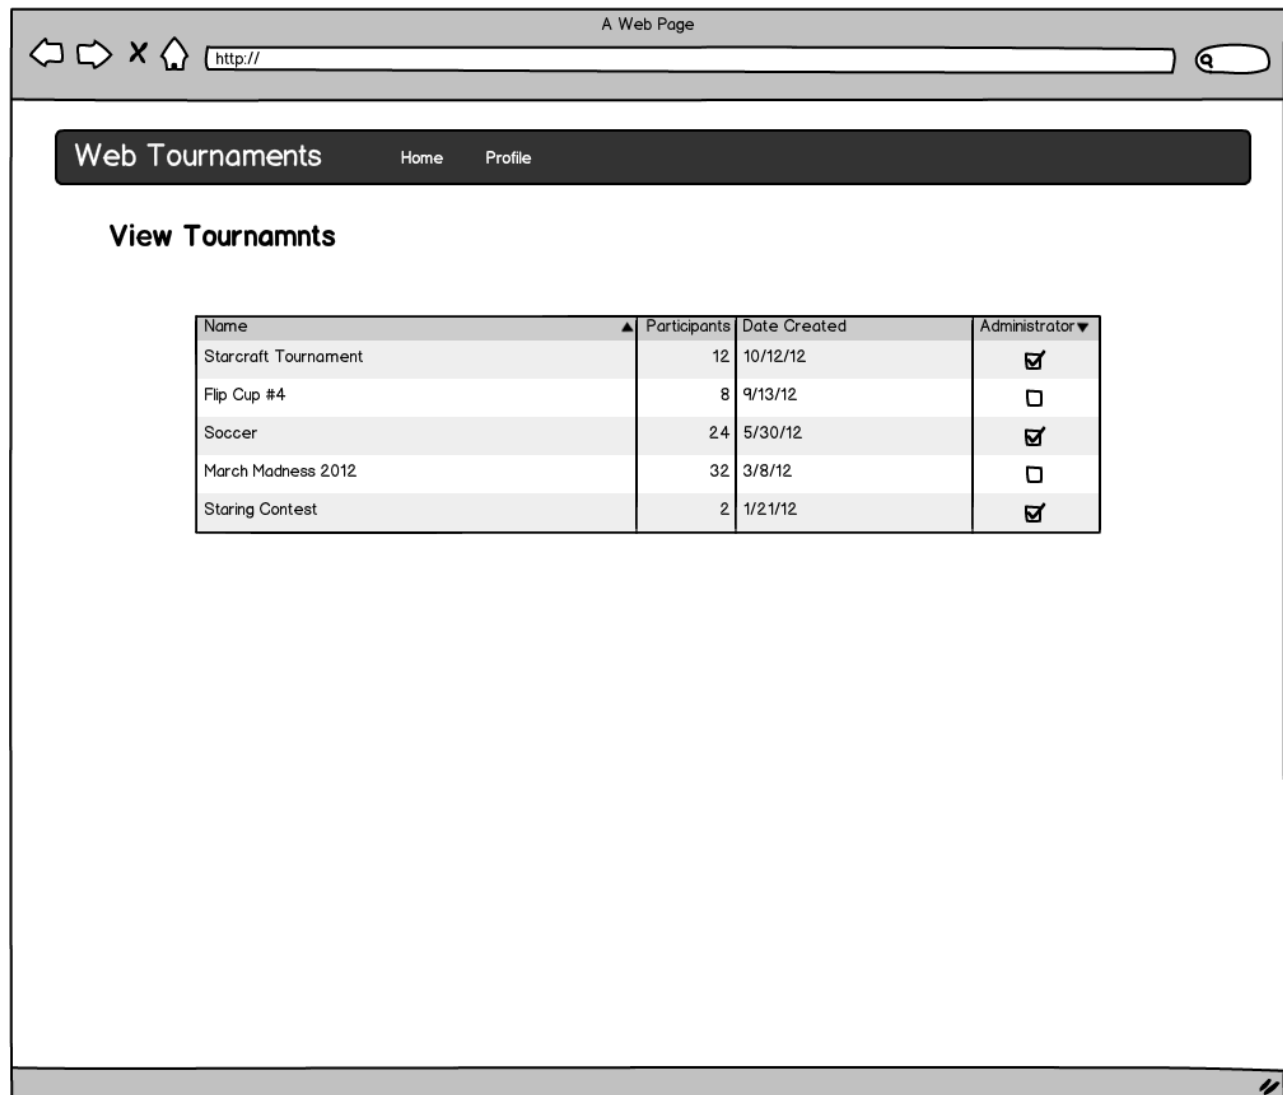 A Web Page
http://
Web Tournaments Home Profile
View Tournamnts
Name Participants Date Created Administrator
Starcraft Tournament 12 10/12/12
Flip Cup #4 8 9/13/12
Soccer 24 5/30/12
March Madness 2012 32 3/8/12
Staring Contest 2 1/21/12